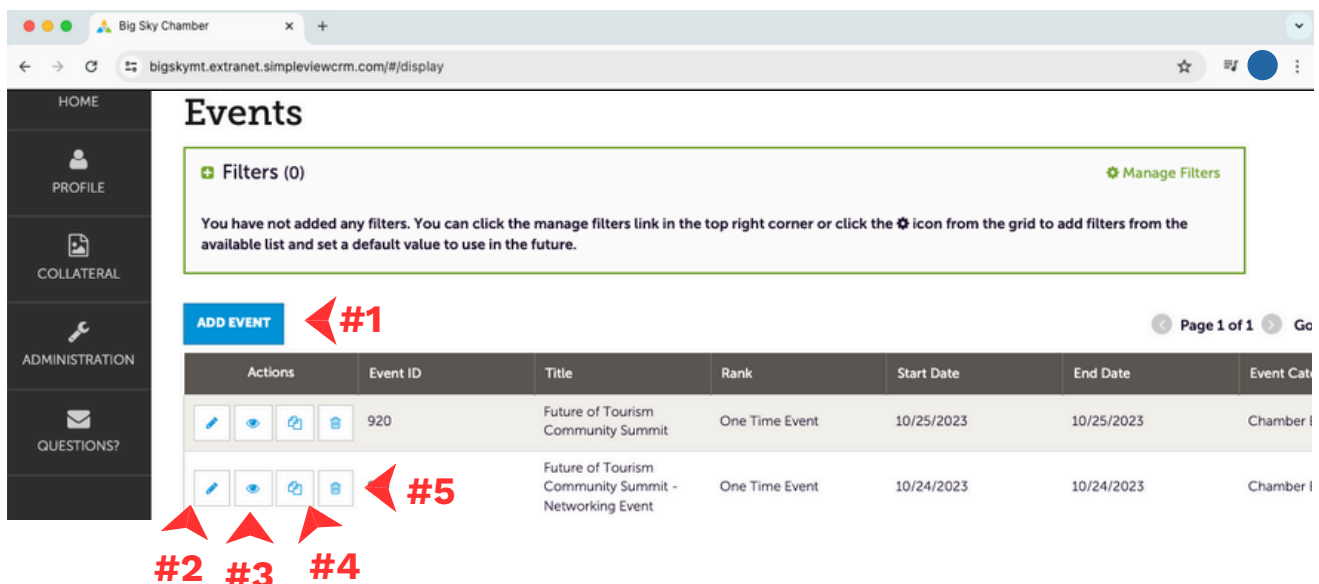 Big Sky Chamber
bigskymt.extranet.simpleviewcrm.com/#/display
HOME
PROFILE
COLLATERAL
ADMINISTRATION
QUESTIONS?
Events
Filters (0)
Manage Filters
You have not added any filters. You can click the manage filters link in the top right corner or click the icon from the grid to add filters from the
available list and set a default value to use in the future.
ADD EVENT
#1
Page 1 of 1 Go
Actions Event ID Title Rank Start Date End Date Event Cat
920 Future of Tourism One Time Event 10/25/2023 10/25/2023 Chamber
Community Summit
Future of Tourism
Community Summit - One Time Event 10/24/2023 10/24/2023 Chamber
Networking Event
#5
#2 #3 #4